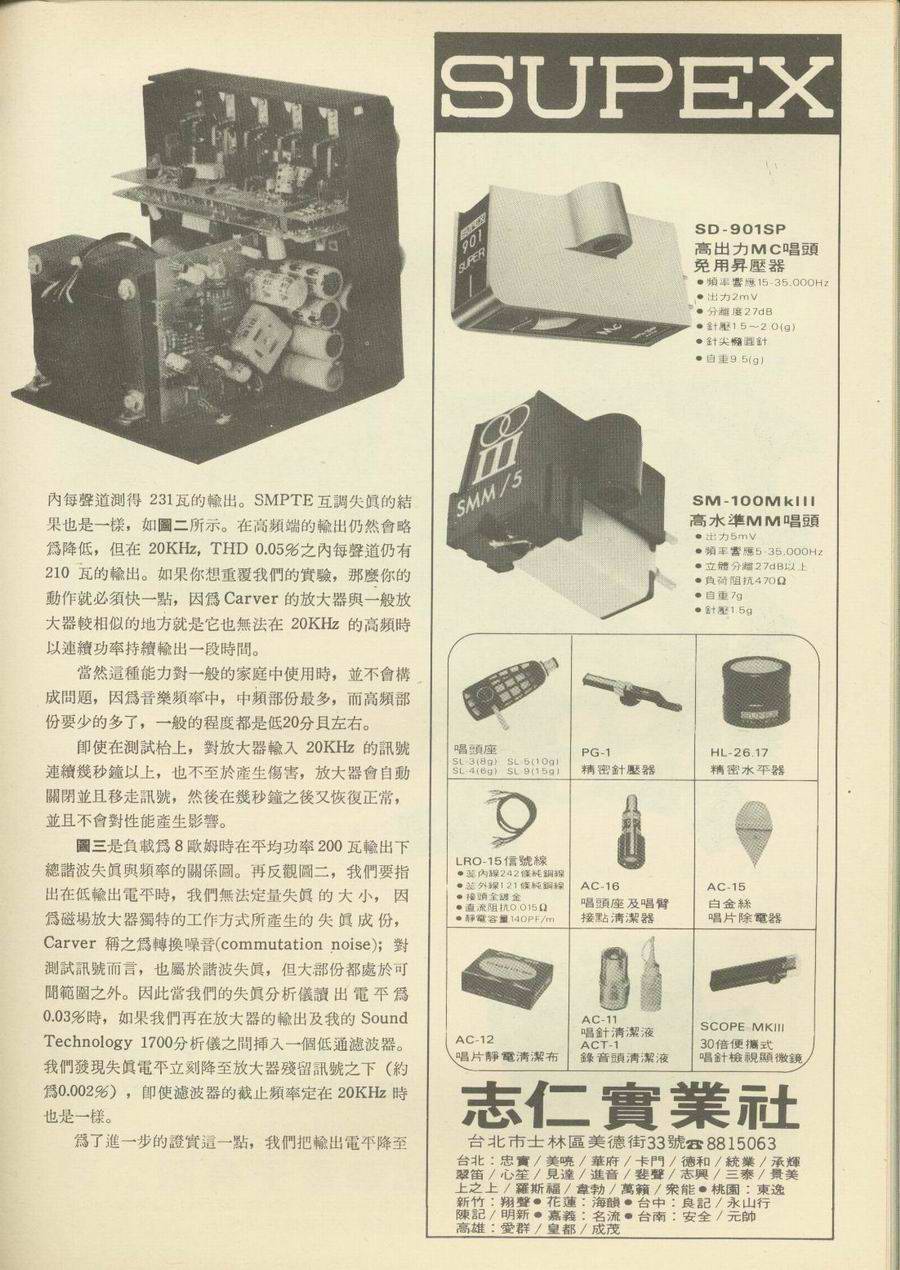 內每聲道測得 231瓦的輸出。SMPTE互調失眞的結
果也是一樣，如圖二所示。在高頻端的輸出仍然會略
爲降低，但在 20KHz, THD 0.05%之內每聲道仍有
210 瓦的輸出。如果你想重覆我們的實驗，那麼你的
動作就必須快一點，因爲Carver 的放大器與一般放
大器較相似的地方就是它也無法在 20KHz 的高頻時
以連續功率持續輸出一段時間。
當然這種能力對一般的家庭中使用時，並不會構
成問題，因爲音樂頻率中，中頻部份最多，而高頻部
份要少的多了，一般的程度都是低20分貝左右。
卽使在測試枱上，對放大器輸入 20KHz 的訊號
連續幾秒鐘以上，也不至於產生傷害，放大器會自動
關閉並且移走訊號，然後在幾秒鐘之後又恢復正常，
並且不會對性能產生影響。
圖三是負載爲 8 歐姆時在平均功率 200 瓦輸出下
總諧波失眞與頻率的關係圖。再反觀圖二，我們要指
出在低輸出電平時，我們無法定量失眞的大小，因
爲磁場放大器獨特的工作方式所產生的失眞成份，
Carver 稱之爲轉換噪音(commutation noise)；對
測試訊號而言，也屬於諧波失眞，但大部份都處於可
聞範圍之外。因此當我們的失眞分析儀讀出電平爲
0.03%時，如果我們再在放大器的輸出及我的 Sound
Technology 1700分析儀之間揷入一個低通濾波器。
我們發現失眞電平立刻降至放大器殘留訊號之下（約
爲0.002%），卽使濾波器的截止頻率定在 20KHz 時
也是一樣。
爲了進一步的證實這一點，我們把輸出電平降至
SUPEX
901
SUPER
MC
SD-901SP
高出力MC唱頭
免用昇壓器
●頻率響應15-35,000Hz
●出力2mV
●分離度27dB
●針壓1.5～2.0(g)
●針尖橢圓針
●自重9.5(g)
SMM/5
SM-100MkIII
高水準MM唱頭
●出力5mV
●頻率響應5-35,000Hz
●立體分離27dB以上
●負荷阻抗470Ω
●自重7g
●針壓1.5g
唱頭座
SL-3(8g) SL-5(10g)
SL-4(6g) SL-9(15g)
PG-1
精密針壓器
HL-26.17
精密水平器
LRO-15信號線
●蕊內線242條純銅線
●蕊外線121條純銅線
●接頭全鍍金
●直流阻抗0.015Ω
●靜電容量140PF/m
AC-16
唱頭座及唱臂
接點清潔器
AC-15
白金絲
唱片除電器
AC-12
唱片靜電清潔布
AC-11
唱針清潔液
ACT-1
錄音頭清潔液
SCOPE-MKIII
30倍便攜式
唱針檢視顯微鏡
志仁實業社
台北市士林區美德街33號☎8815063
台北：忠實/美喨/華府/卡門/德和/統業/承輝
翠笛/心笙/見達/進音/斐聲/志興/三泰/景美
上之上/羅斯福/韋勃/萬籟/衆能●桃園：東逸
新竹：翔聲●花蓮：海韻●台中：良記/永山行
陳記/明新●嘉義：名流●台南：安全/元帥
高雄：愛群/皇都/成茂